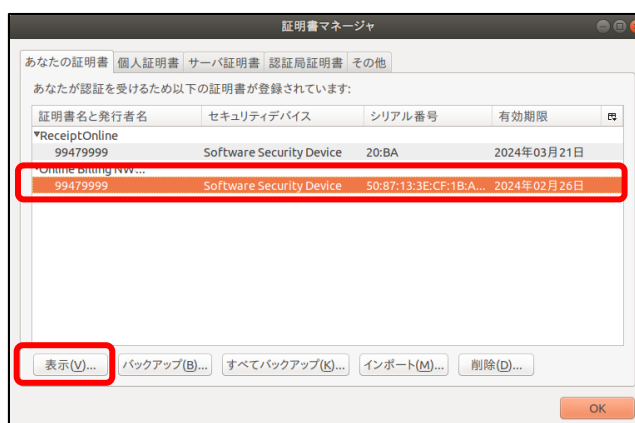 証明書マネージャ
あなたの証明書 個人証明書 サーバ証明書 認証局証明書 その他
あなたが認証を受けるため以下の証明書が登録されています:
証明書名と発行者名 セキュリティデバイス シリアル番号 有効期限
▼ReceiptOnline
99479999 Software Security Device 20:BA 2024年03月21日
▼Online Billing NW...
99479999 Software Security Device 50:87:13:3E:CF:1B:A... 2024年02月26日
表示(V)... バックアップ(B)... すべてバックアップ(K)... インポート(M)... 削除(D)...
OK